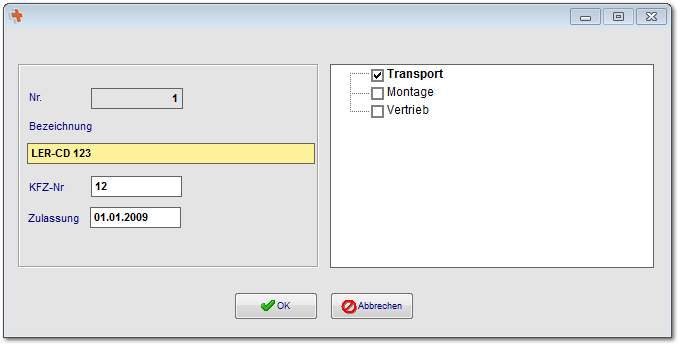 Nr. 1
Bezeichnung
LER-CD 123
KFZ-Nr 12
Zulassung 01.01.2009
Transport
Montage
Vertrieb
OK Abbrechen